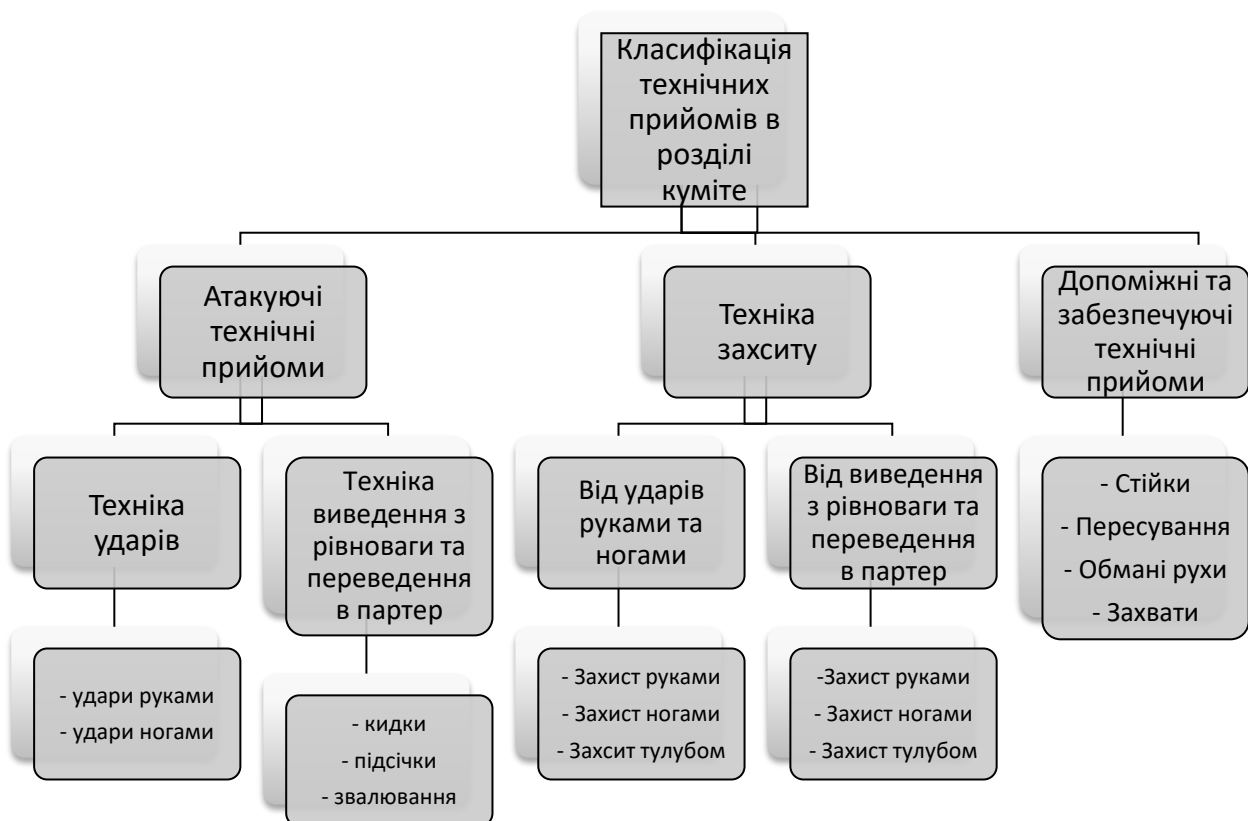 Класифікація
технічних
прийомів в
розділі
куміте
Атакуючі
технічні
прийоми
Техніка
захситу
Допоміжні та
забезпечуючі
технічні
прийоми
Техніка
ударів
Техніка
виведення з
рівноваги та
переведення
в партер
Від ударів
руками та
ногами
Від виведення
з рівноваги та
переведення
в партер
- Стійки
- Пересування
- Обмані рухи
- Захвати
- удари руками
- удари ногами
- кидки
- підсічки
- звалювання
- Захист руками
- Захист ногами
- Захсит тулубом
-Захист руками
- Захист ногами
- Захист тулубом